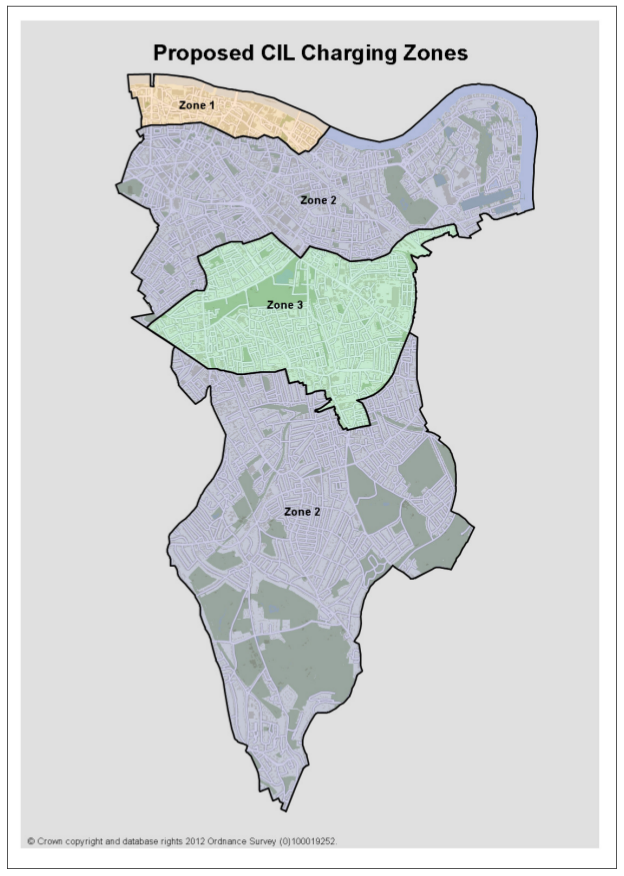 Proposed CIL Charging Zones
Zone 1
Zone 2
Zone 3
Zone 2
© Crown copyright and database rights 2012 Ordnance Survey (0)100019252.